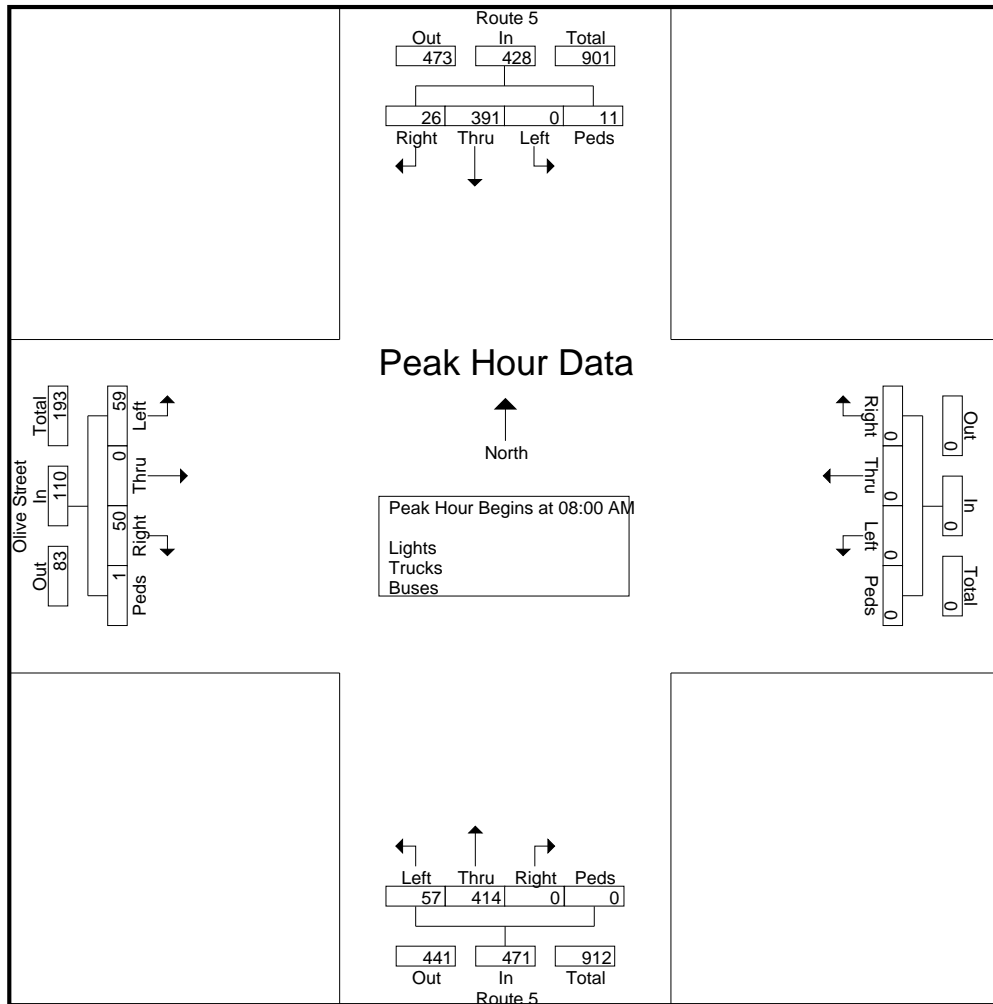 Route 5
Out In Total
473 428 901
26 391 0 11
Right Thru Left Peds
Peak Hour Data
North
Peak Hour Begins at 08:00 AM
Lights
Trucks
Buses
Olive Street
Out In Total
83 110 193
59 0 50 1
Left Thru Right Peds
Right Thru Left Peds
0 0 0 0
Out In Total
0 0 0
Left Thru Right Peds
57 414 0 0
441 471 912
Out In Total
Route 5